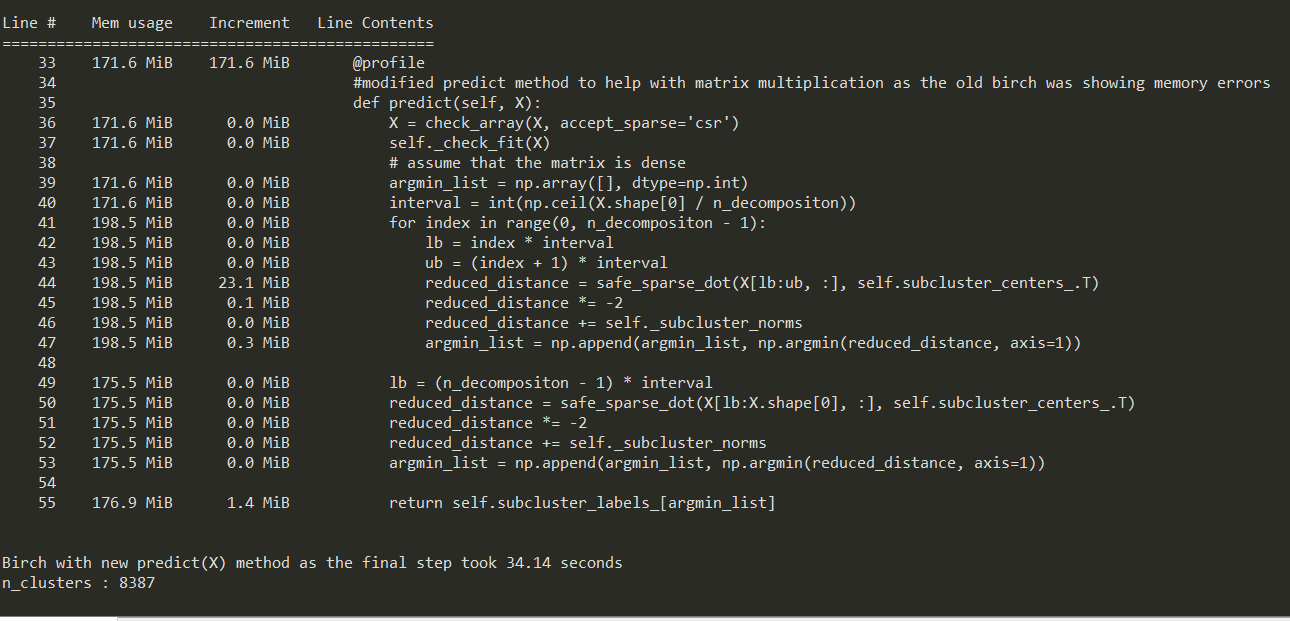 Line #    Mem usage    Increment   Line Contents
================================================
    33    171.6 MiB    171.6 MiB       @profile
    34                                 #modified predict method to help with matrix multiplication as the old birch was showing memory errors
    35                                 def predict(self, X):
    36    171.6 MiB      0.0 MiB           X = check_array(X, accept_sparse='csr')
    37    171.6 MiB      0.0 MiB           self._check_fit(X)
    38                                     # assume that the matrix is dense
    39    171.6 MiB      0.0 MiB           argmin_list = np.array([], dtype=np.int)
    40    171.6 MiB      0.0 MiB           interval = int(np.ceil(X.shape[0] / n_decompositon))
    41    198.5 MiB      0.0 MiB           for index in range(0, n_decompositon - 1):
    42    198.5 MiB      0.0 MiB               lb = index * interval
    43    198.5 MiB      0.0 MiB               ub = (index + 1) * interval
    44    198.5 MiB     23.1 MiB               reduced_distance = safe_sparse_dot(X[lb:ub, :], self.subcluster_centers_.T)
    45    198.5 MiB      0.1 MiB               reduced_distance *= -2
    46    198.5 MiB      0.0 MiB               reduced_distance += self._subcluster_norms
    47    198.5 MiB      0.3 MiB               argmin_list = np.append(argmin_list, np.argmin(reduced_distance, axis=1))
    48
    49    175.5 MiB      0.0 MiB           lb = (n_decompositon - 1) * interval
    50    175.5 MiB      0.0 MiB           reduced_distance = safe_sparse_dot(X[lb:X.shape[0], :], self.subcluster_centers_.T)
    51    175.5 MiB      0.0 MiB           reduced_distance *= -2
    52    175.5 MiB      0.0 MiB           reduced_distance += self._subcluster_norms
    53    175.5 MiB      0.0 MiB           argmin_list = np.append(argmin_list, np.argmin(reduced_distance, axis=1))
    54
    55    176.9 MiB      1.4 MiB           return self.subcluster_labels_[argmin_list]
Birch with new predict(X) method as the final step took 34.14 seconds
n_clusters : 8387